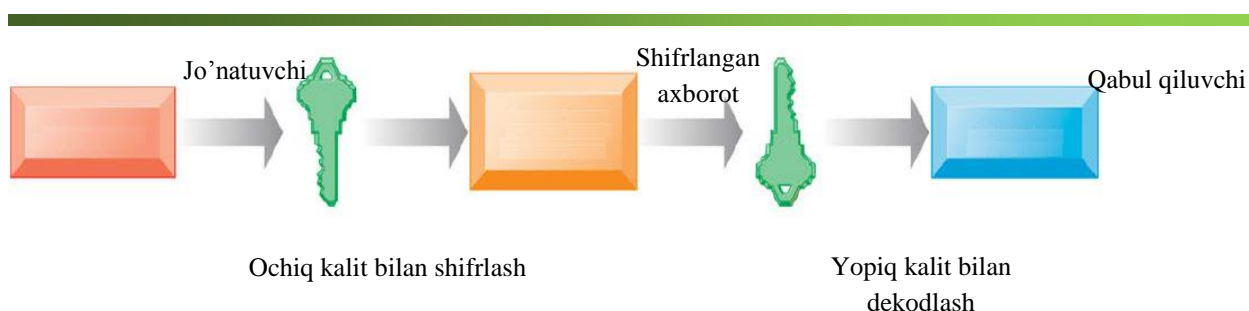 Jo’natuvchi
Shifrlangan
axborot
Qabul qiluvchi
Ochiq kalit bilan shifrlash
Yopiq kalit bilan
dekodlash